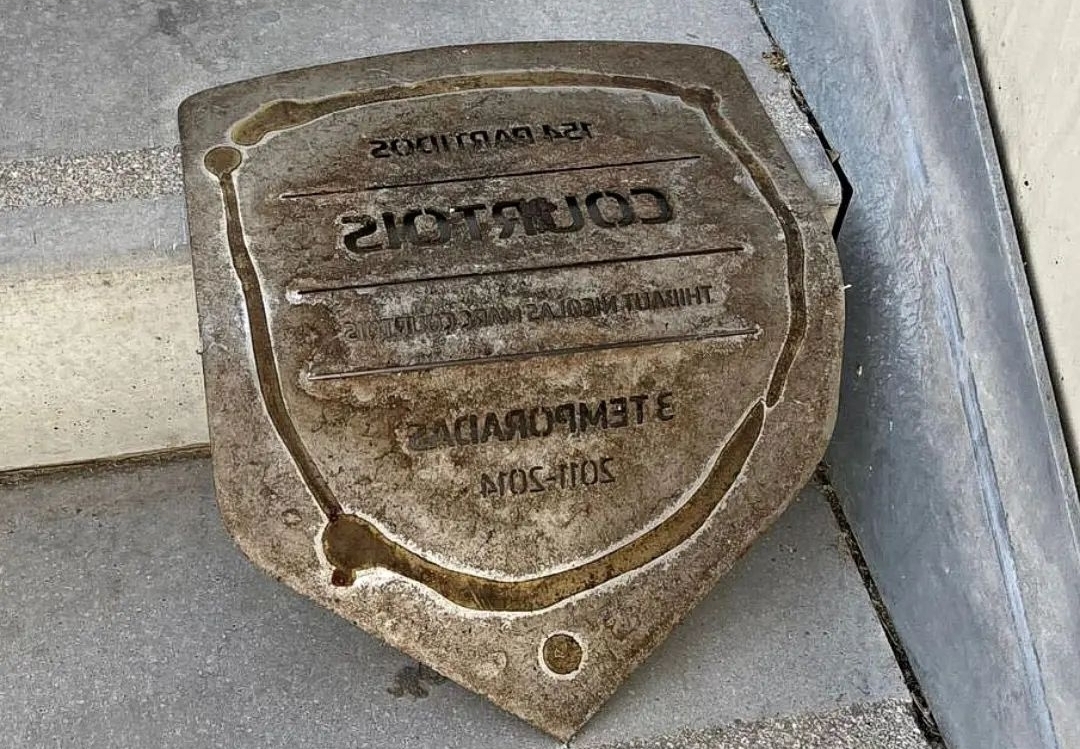 154 PARTIDOS
COURTOIS
THIBAUT NICOLAS MARC COURTOIS
3 TEMPORADAS
2011-2014